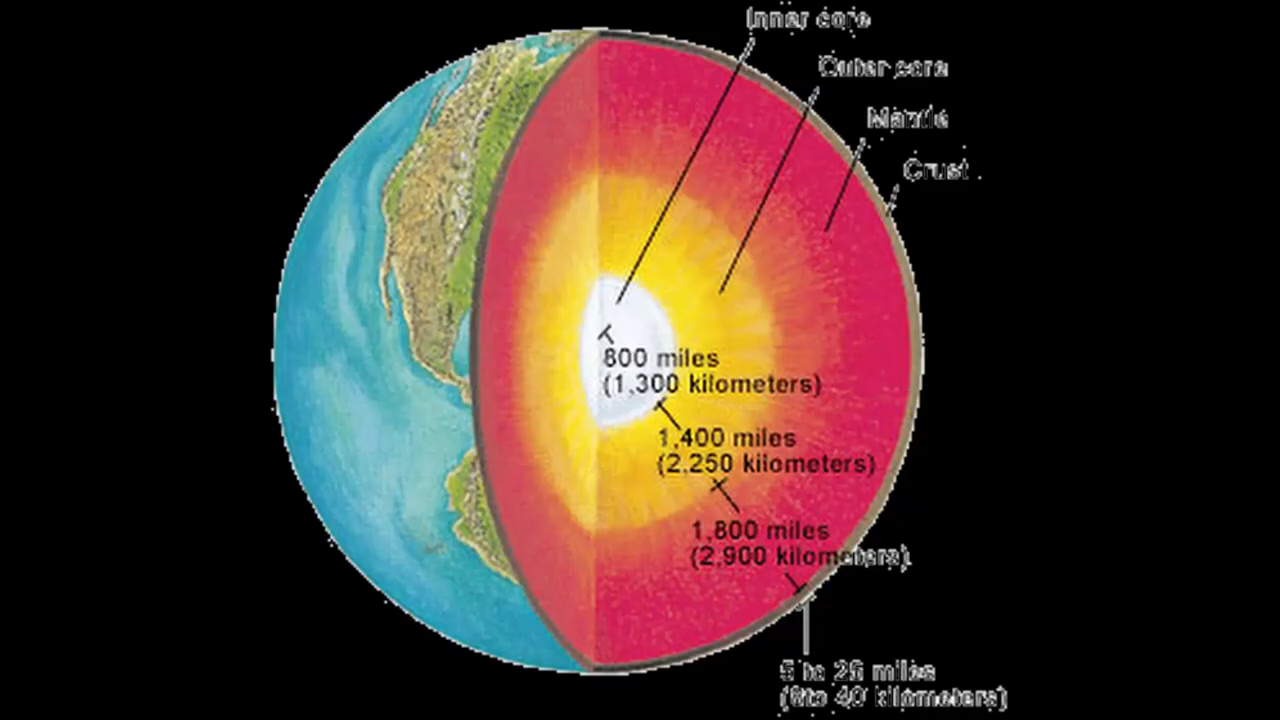 Inner core
Outer core
Mantle
Crust
800 miles
(1,300 kilometers)
1,400 miles
(2,250 kilometers)
1,800 miles
(2,900 kilometers)
5 to 25 miles
(8to 40 kilometers)